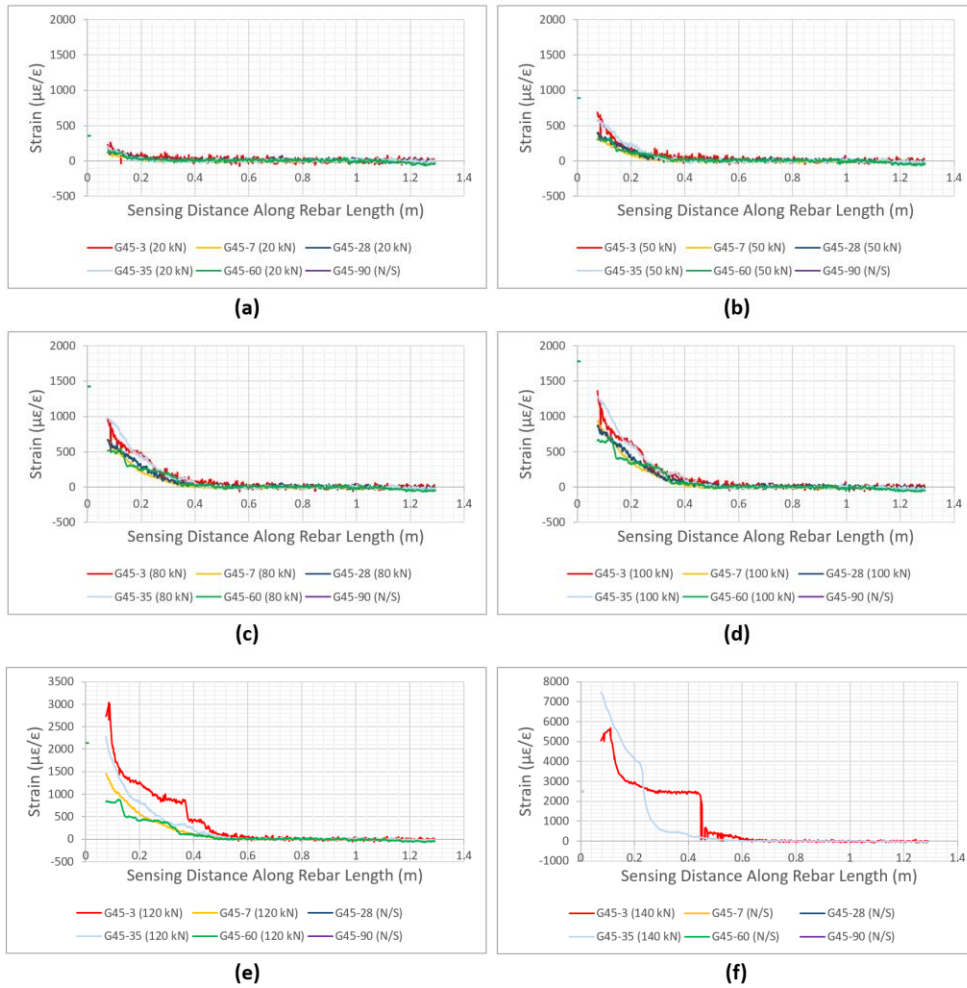 2000
1500
1000
500
0
-500
Strain (με/ε)
0 0.2 0.4 0.6 0.8 1 1.2 1.4
Sensing Distance Along Rebar Length (m)
G45-3 (20 kN) G45-7 (20 kN) G45-28 (20 kN)
G45-35 (20 kN) G45-60 (20 kN) G45-90 (N/S)
(a)
2000
1500
1000
500
0
-500
Strain (με/ε)
0 0.2 0.4 0.6 0.8 1 1.2 1.4
Sensing Distance Along Rebar Length (m)
G45-3 (50 kN) G45-7 (50 kN) G45-28 (50 kN)
G45-35 (50 kN) G45-60 (50 kN) G45-90 (N/S)
(b)
2000
1500
1000
500
0
-500
Strain (με/ε)
0 0.2 0.4 0.6 0.8 1 1.2 1.4
Sensing Distance Along Rebar Length (m)
G45-3 (80 kN) G45-7 (80 kN) G45-28 (80 kN)
G45-35 (80 kN) G45-60 (80 kN) G45-90 (N/S)
(c)
2000
1500
1000
500
0
-500
Strain (με/ε)
0 0.2 0.4 0.6 0.8 1 1.2 1.4
Sensing Distance Along Rebar Length (m)
G45-3 (100 kN) G45-7 (100 kN) G45-28 (100 kN)
G45-35 (100 kN) G45-60 (100 kN) G45-90 (N/S)
(d)
3500
3000
2500
2000
1500
1000
500
0
-500
Strain (με/ε)
0 0.2 0.4 0.6 0.8 1 1.2 1.4
Sensing Distance Along Rebar Length (m)
G45-3 (120 kN) G45-7 (120 kN) G45-28 (N/S)
G45-35 (120 kN) G45-60 (120 kN) G45-90 (N/S)
(e)
8000
7000
6000
5000
4000
3000
2000
1000
0
-1000
Strain (με/ε)
0 0.2 0.4 0.6 0.8 1 1.2 1.4
Sensing Distance Along Rebar Length (m)
G45-3 (140 kN) G45-7 (N/S) G45-28 (N/S)
G45-35 (140 kN) G45-60 (N/S) G45-90 (N/S)
(f)